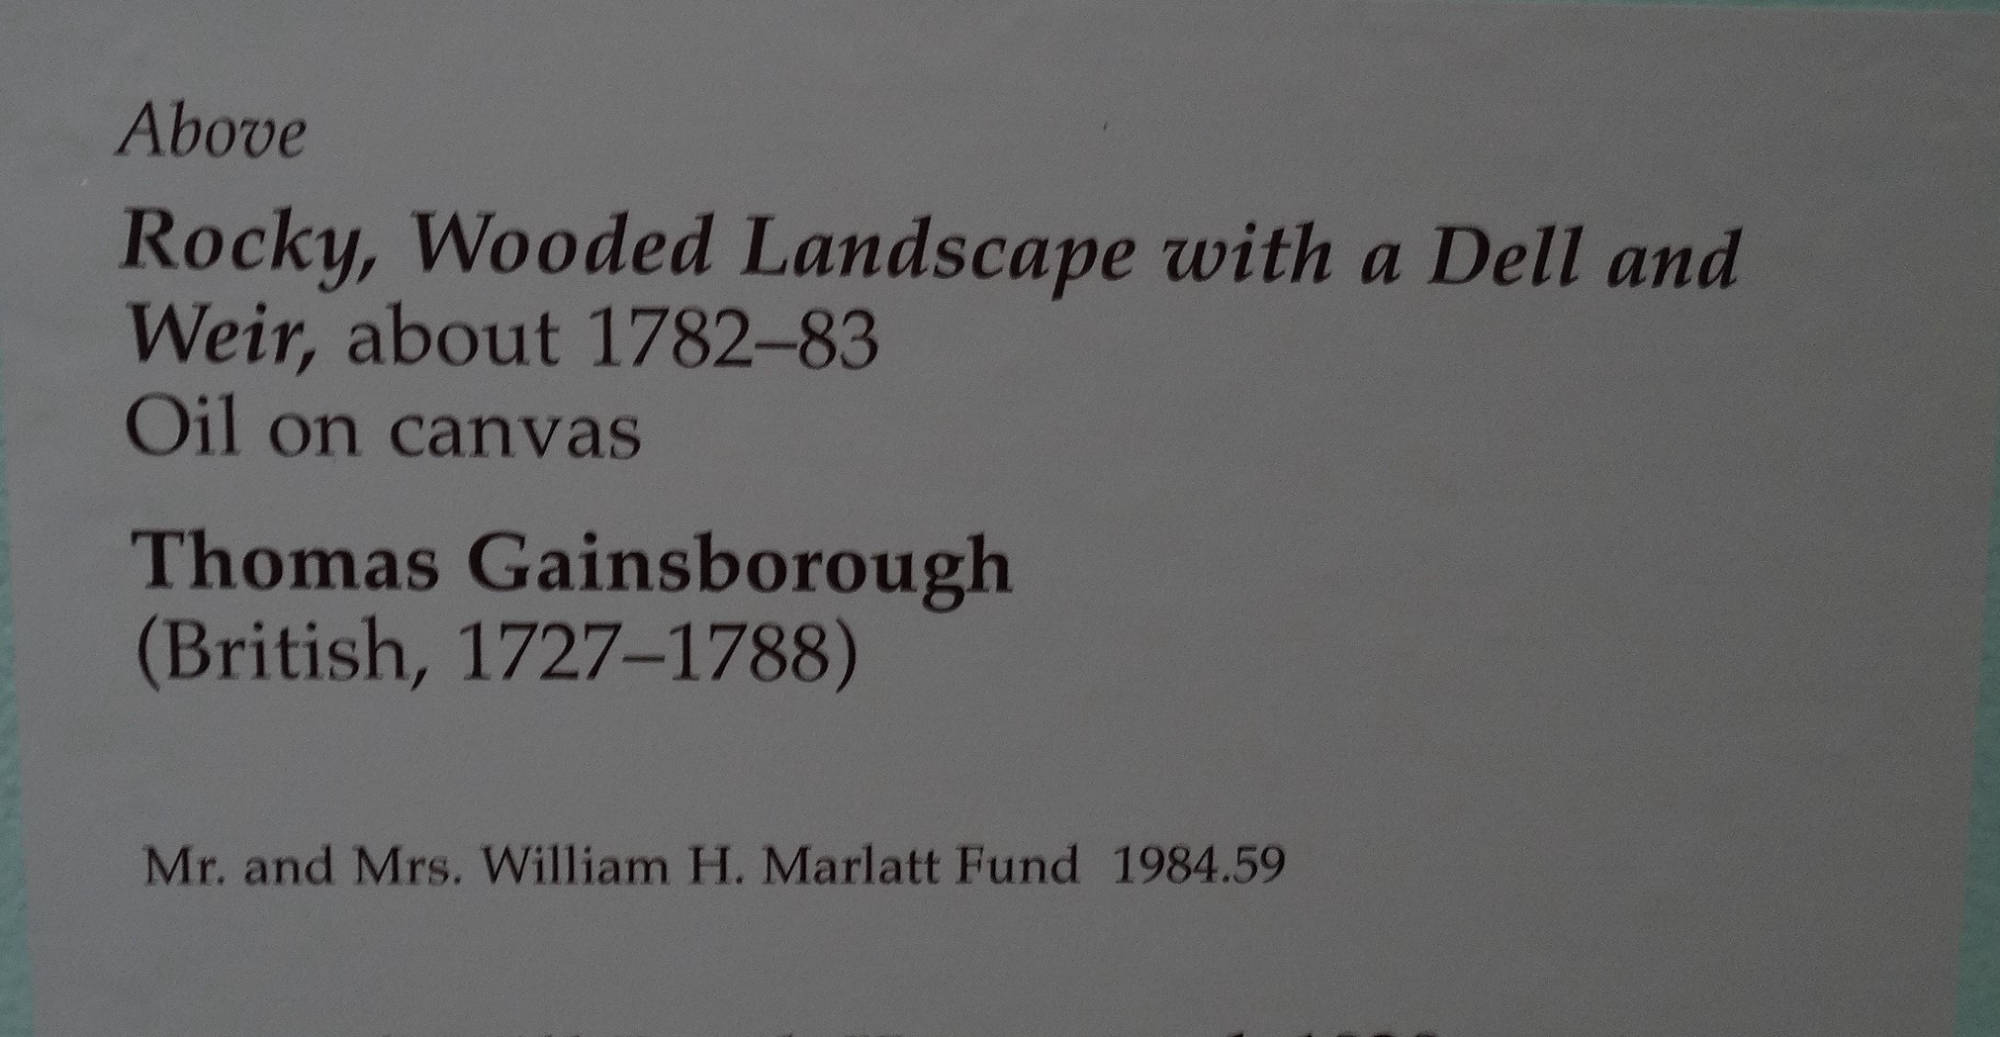 Above
Rocky, Wooded Landscape with a Dell and
Weir, about 1782–83
Oil on canvas
Thomas Gainsborough
(British, 1727–1788)
Mr. and Mrs. William H. Marlatt Fund 1984.59